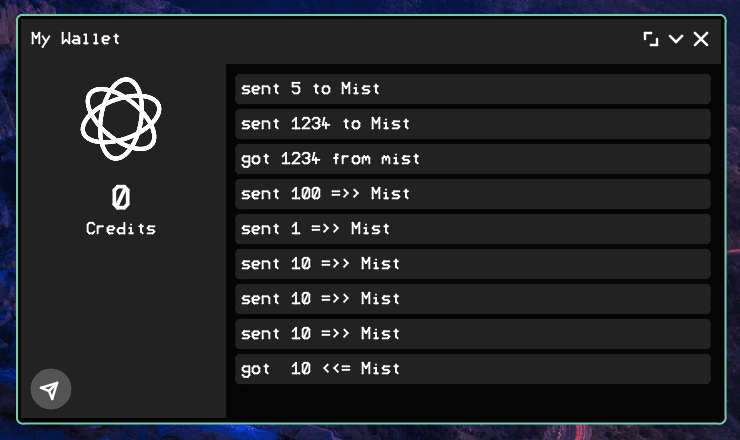 My Wallet
0
Credits
sent 5 to Mist
sent 1234 to Mist
got 1234 from mist
sent 100 =>> Mist
sent 1 =>> Mist
sent 10 =>> Mist
sent 10 =>> Mist
sent 10 =>> Mist
got  10 <<= Mist